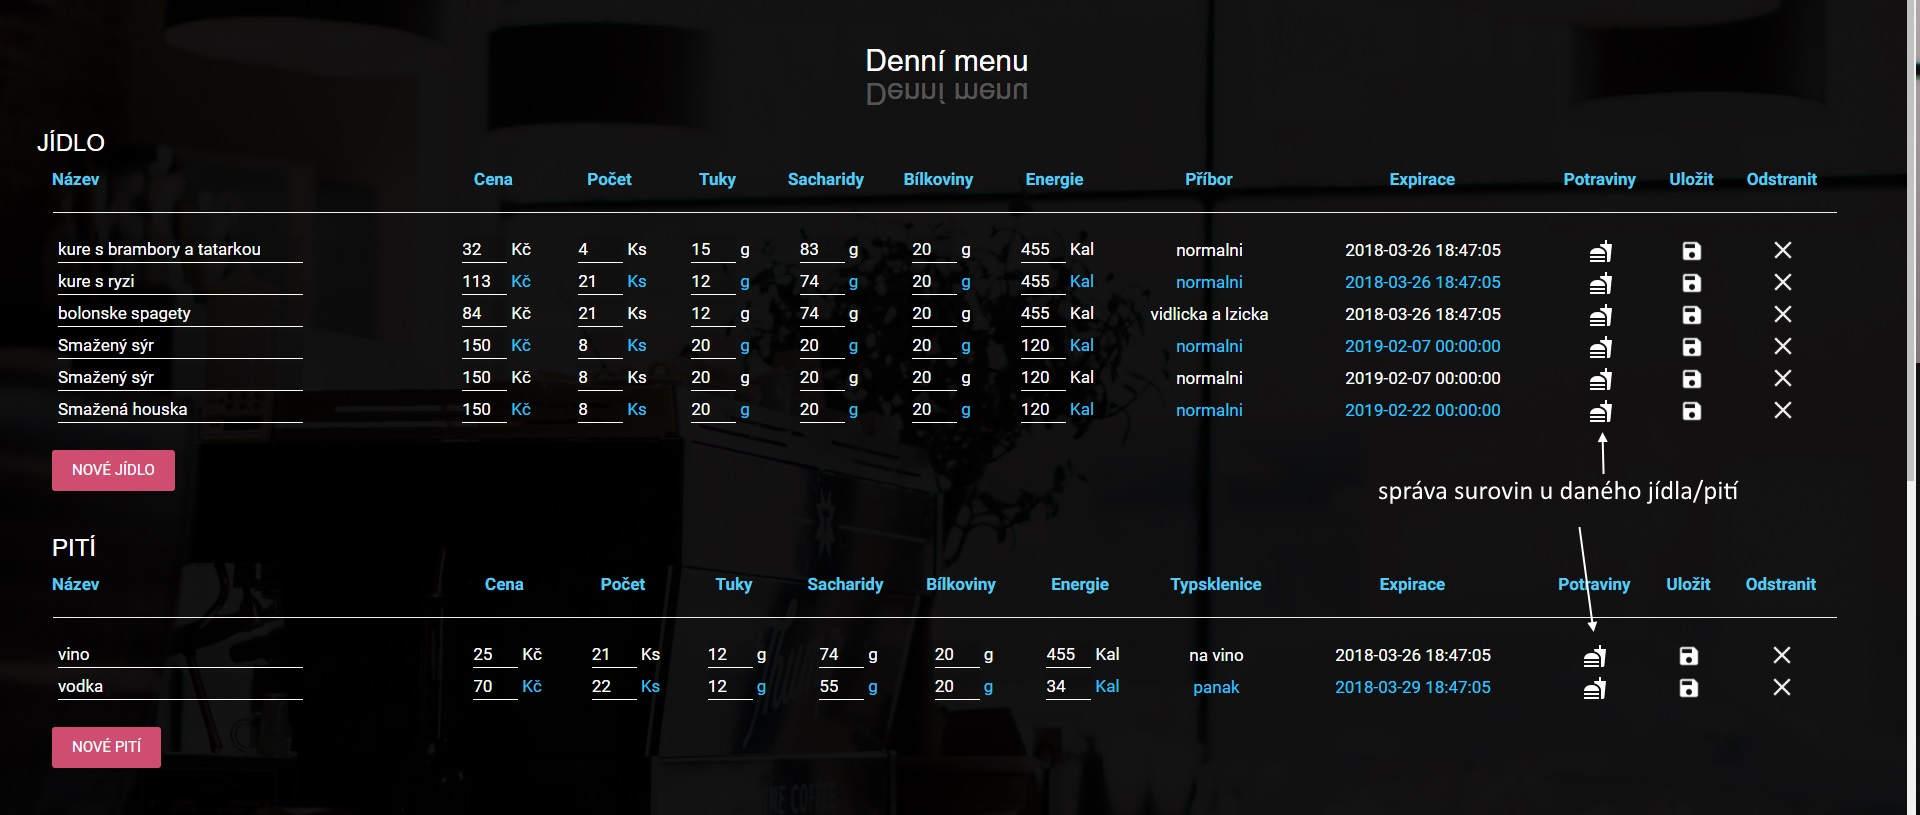 Denní menu
JÍDLO
Název Cena Počet Tuky Sacharidy Bílkoviny Energie Příbor Expirace Potraviny Uložit Odstranit
kure s brambory a tatarkou 32 Kč 4 Ks 15 g 83 g 20 g 455 Kal normalni 2018-03-26 18:47:05
kure s ryzi 113 Kč 21 Ks 12 g 74 g 20 g 455 Kal normalni 2018-03-26 18:47:05
bolonske spagety 84 Kč 21 Ks 12 g 74 g 20 g 455 Kal vidlicka a lzicka 2018-03-26 18:47:05
Smažený sýr 150 Kč 8 Ks 20 g 20 g 20 g 120 Kal normalni 2019-02-07 00:00:00
Smažený sýr 150 Kč 8 Ks 20 g 20 g 20 g 120 Kal normalni 2019-02-07 00:00:00
Smažená houska 150 Kč 8 Ks 20 g 20 g 20 g 120 Kal normalni 2019-02-22 00:00:00
NOVÉ JÍDLO
správa surovin u daného jídla/pití
PITÍ
Název Cena Počet Tuky Sacharidy Bílkoviny Energie Typsklenice Expirace Potraviny Uložit Odstranit
vino 25 Kč 21 Ks 12 g 74 g 20 g 455 Kal na vino 2018-03-26 18:47:05
vodka 70 Kč 22 Ks 12 g 55 g 20 g 34 Kal panak 2018-03-29 18:47:05
NOVÉ PITÍ